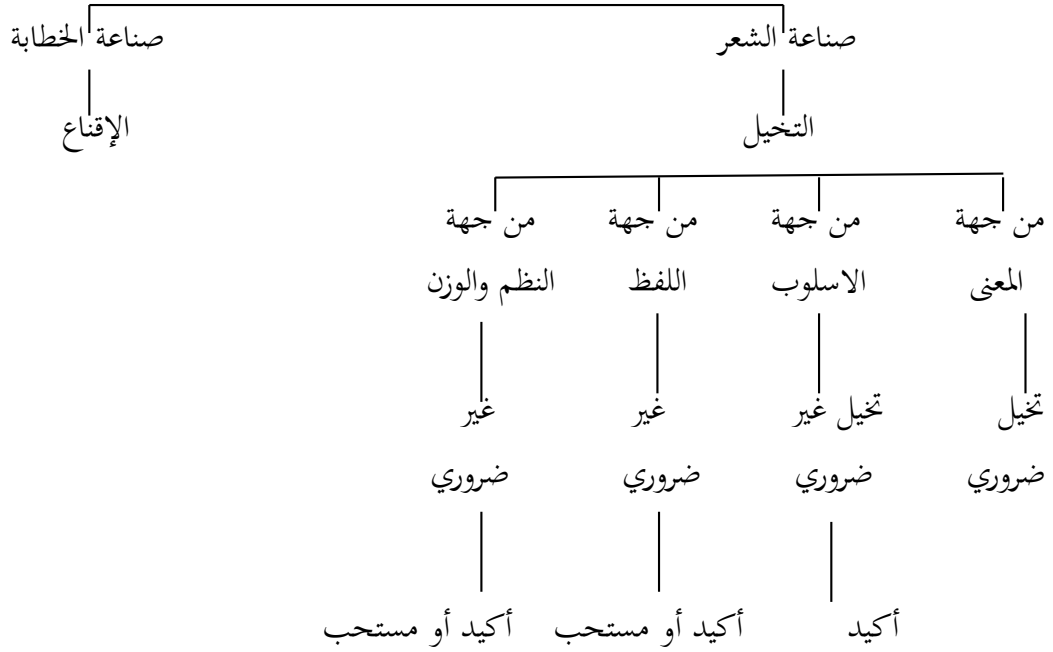 صناعة الشعر صناعة الخطابة
التخيل الإقناع
من جهة من جهة من جهة من جهة
المعنى الاسلوب اللفظ النظم والوزن
تخيل تخيل غير غير غير
ضروري ضروري ضروري ضروري
أكيد أكيد أو مستحب أكيد أو مستحب